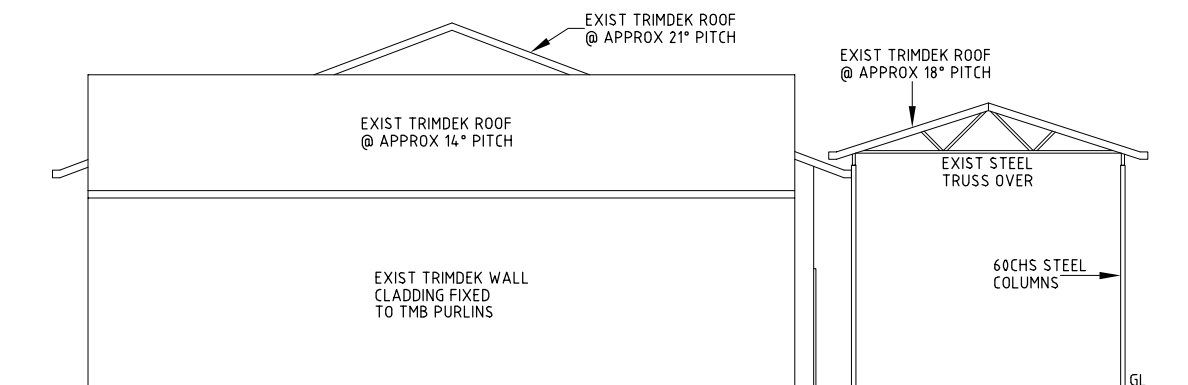 EXIST TRIMDEK ROOF
@ APPROX 21° PITCH
EXIST TRIMDEK ROOF
@ APPROX 18° PITCH
EXIST TRIMDEK ROOF
@ APPROX 14° PITCH
EXIST STEEL
TRUSS OVER
60CHS STEEL
COLUMNS
EXIST TRIMDEK WALL
CLADDING FIXED
TO TMB PURLINS
GL